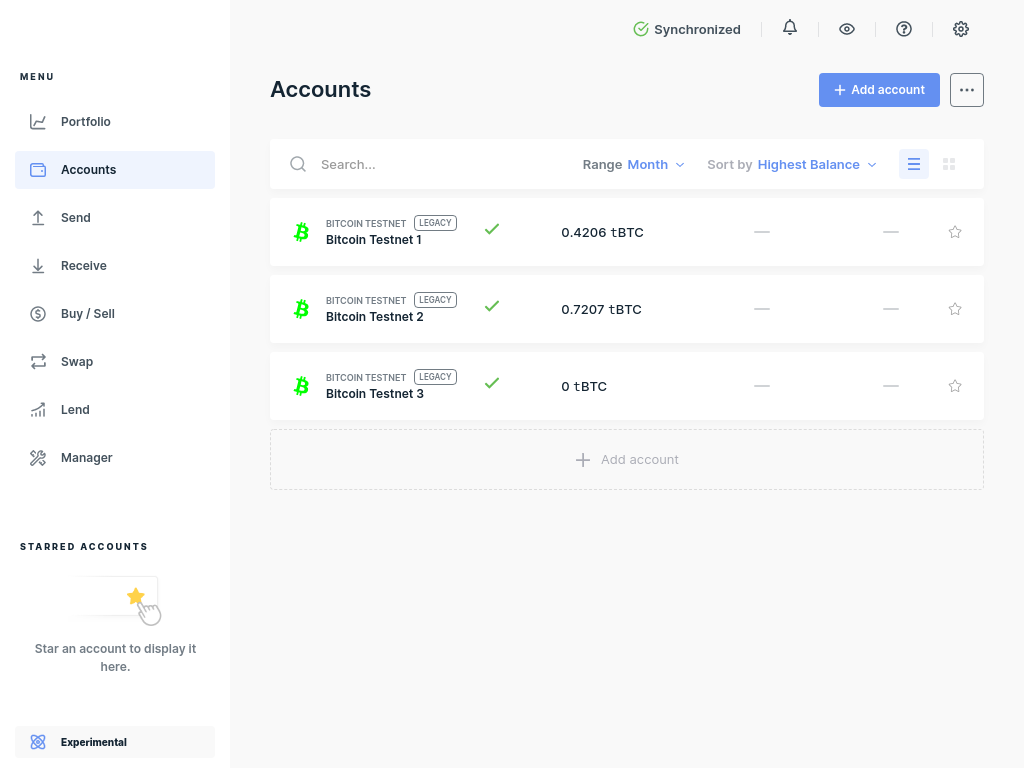 Synchronized
MENU
Portfolio
Accounts
Send
Receive
Buy / Sell
Swap
Lend
Manager
STARRED ACCOUNTS
Star an account to display it
here.
Experimental
Accounts
Add account
Search...
Range Month
Sort by Highest Balance
BITCOIN TESTNET LEGACY
Bitcoin Testnet 1
0.4206 tBTC
—
—
BITCOIN TESTNET LEGACY
Bitcoin Testnet 2
0.7207 tBTC
—
—
BITCOIN TESTNET LEGACY
Bitcoin Testnet 3
0 tBTC
—
—
Add account